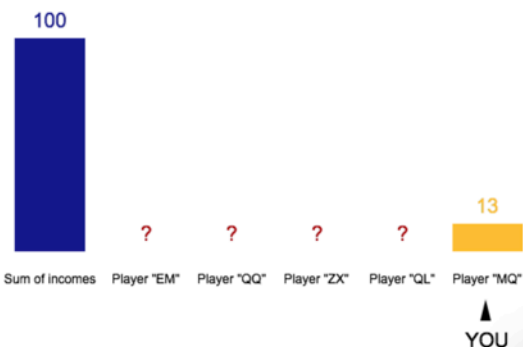 100
13
? ? ? ?
Sum of incomes Player "EM" Player "QQ" Player "ZX" Player "QL" Player "MQ"
YOU